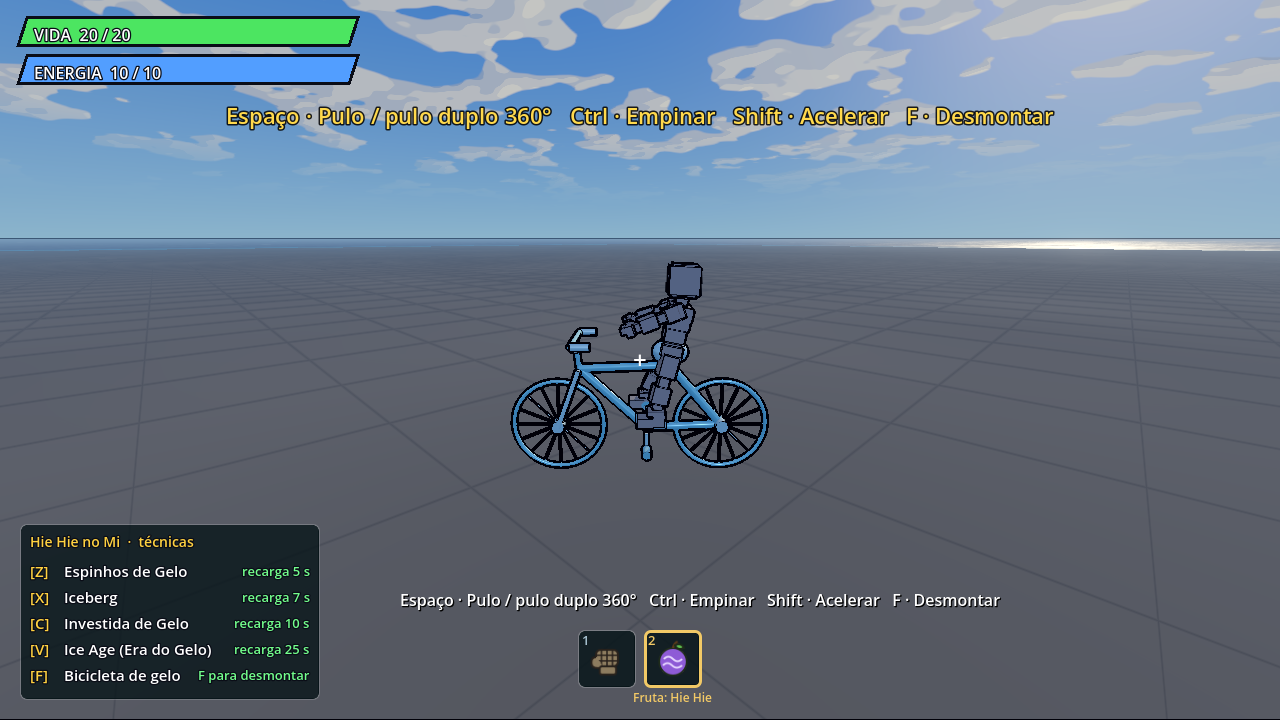 VIDA 20 / 20
ENERGIA 10 / 10
Espaço · Pulo / pulo duplo 360° Ctrl · Empinar Shift · Acelerar F · Desmontar
Hie Hie no Mi · técnicas
[Z] Espinhos de Gelo recarga 5 s
[X] Iceberg recarga 7 s
[C] Investida de Gelo recarga 10 s
[V] Ice Age (Era do Gelo) recarga 25 s
[F] Bicicleta de gelo F para desmontar
Espaço · Pulo / pulo duplo 360° Ctrl · Empinar Shift · Acelerar F · Desmontar
1 2
Fruta: Hie Hie